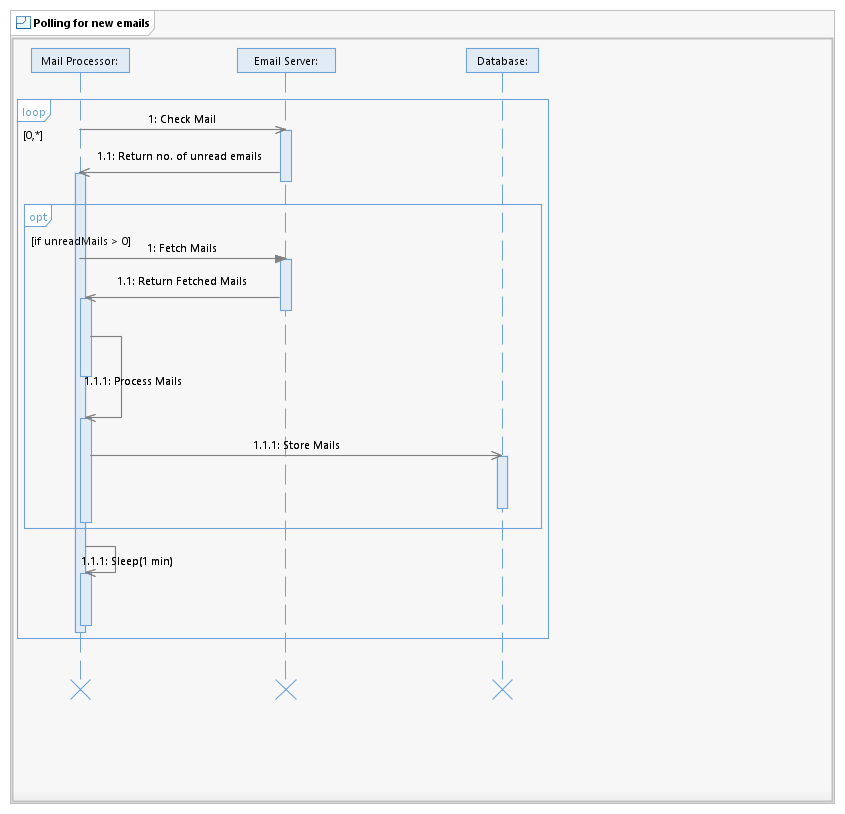 Polling for new emails
Mail Processor:
Email Server:
Database:
loop
1: Check Mail
[0,*]
1.1: Return no. of unread emails
opt
[if unreadMails > 0]
1: Fetch Mails
1.1: Return Fetched Mails
1.1.1: Process Mails
1.1.1: Store Mails
1.1.1: Sleep(1 min)